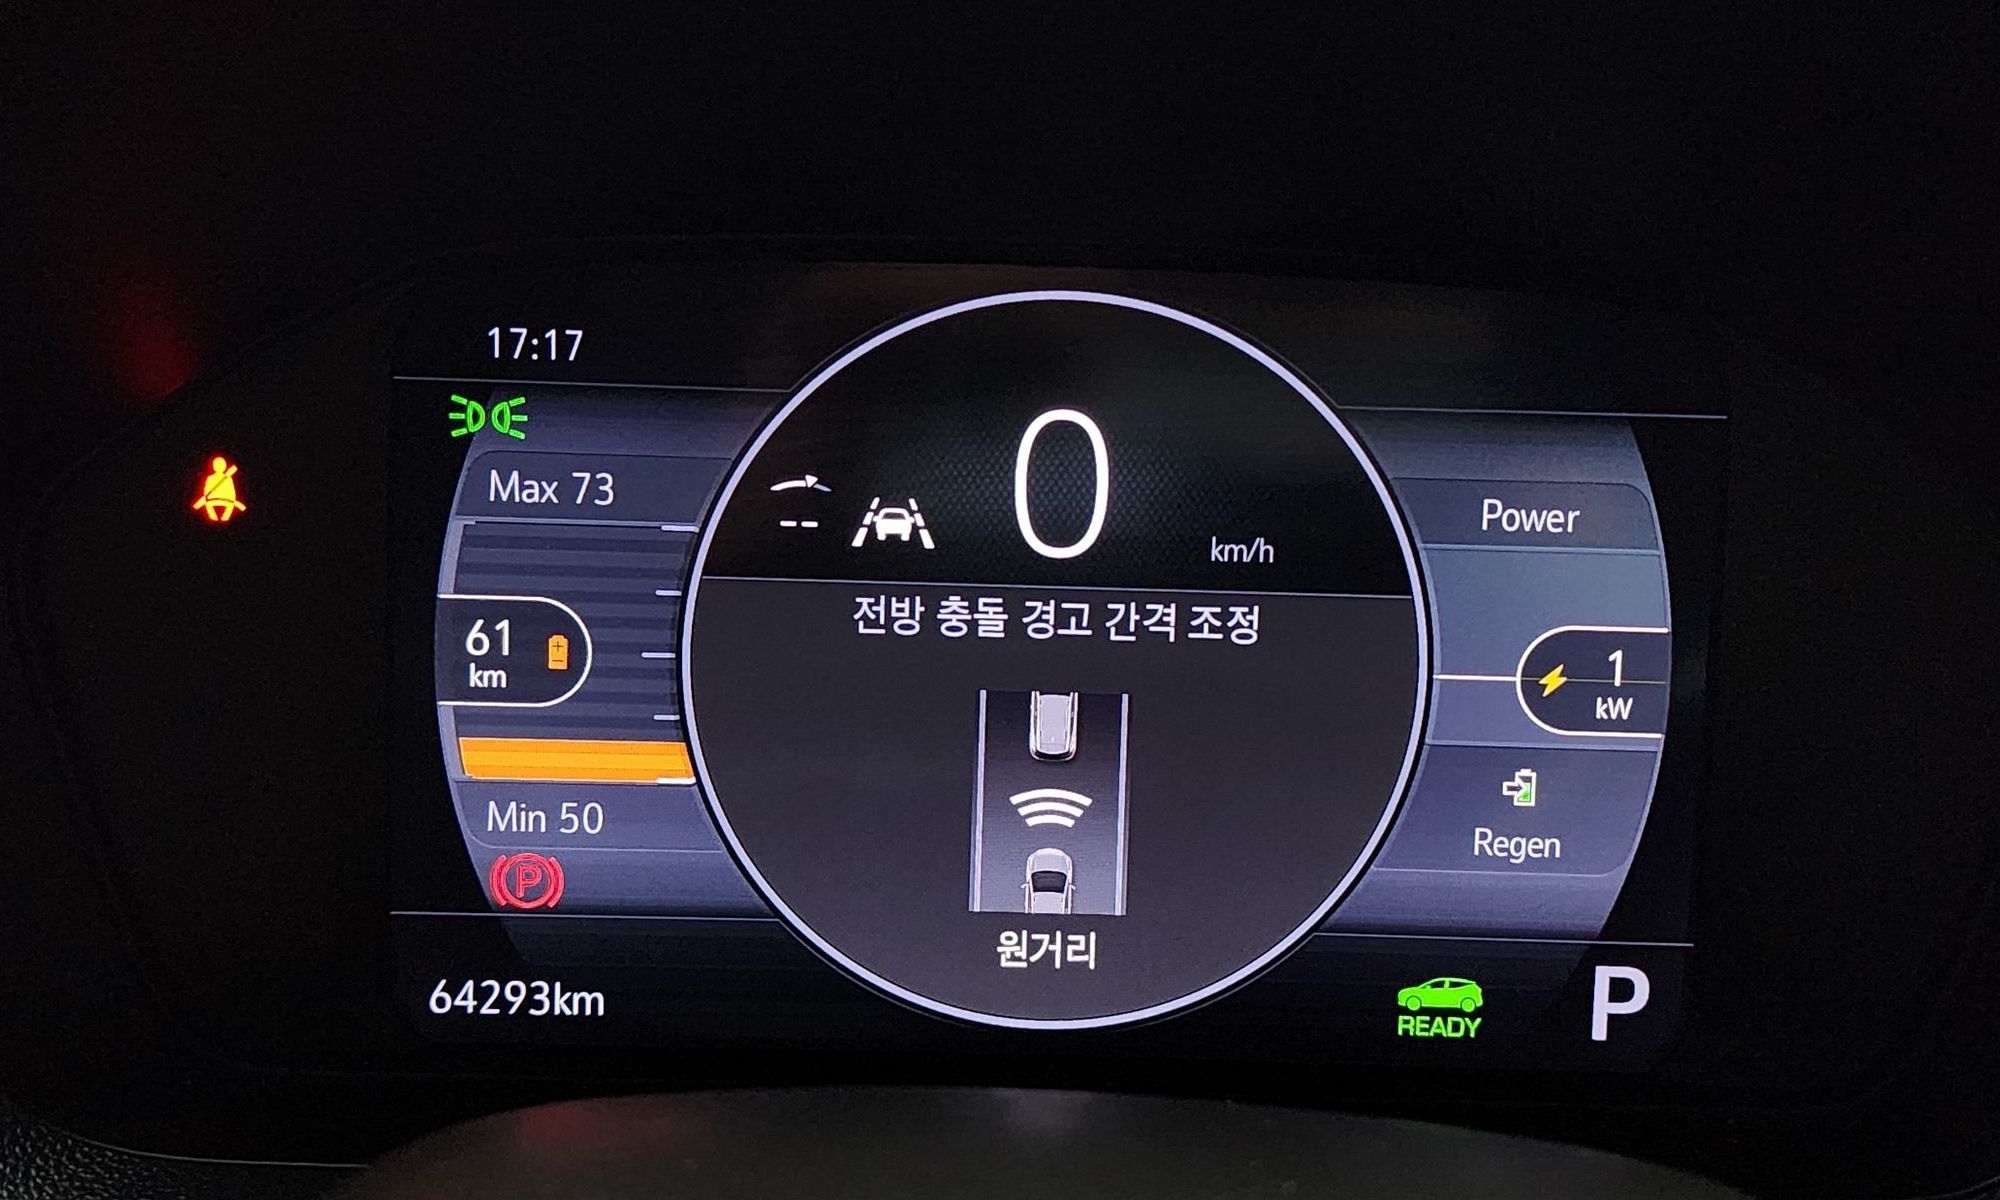 17:17
Max 73
61
km
Min 50
P
64293km
--
0
km/h
전방 충돌 경고 간격 조정
원거리
Power
1
kW
Regen
READY
P